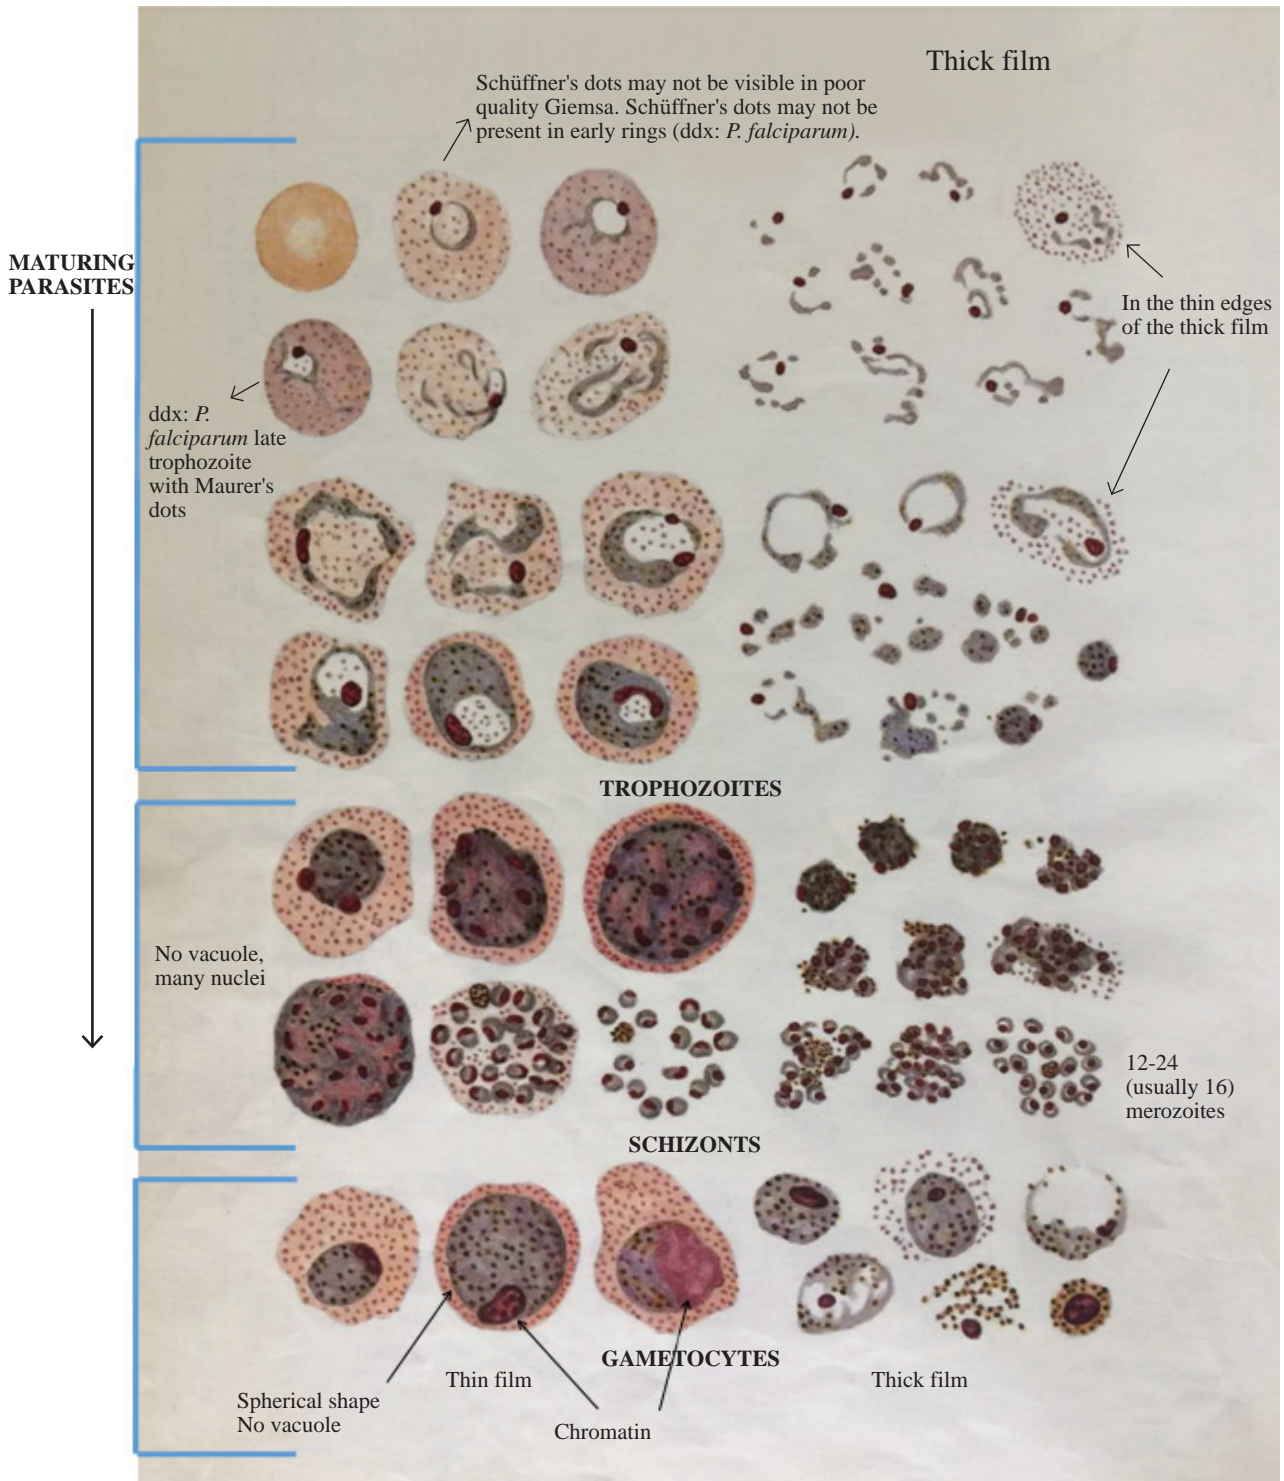 Thick film
Schüffner's dots may not be visible in poor
quality Giemsa. Schüffner's dots may not be
present in early rings (ddx: P. falciparum).
MATURING
PARASITES
In the thin edges
of the thick film
ddx: P.
falciparum late
trophozoite
with Maurer's
dots
TROPHOZOITES
No vacuole,
many nuclei
12-24
(usually 16)
merozoites
SCHIZONTS
GAMETOCYTES
Thin film
Thick film
Spherical shape
No vacuole
Chromatin